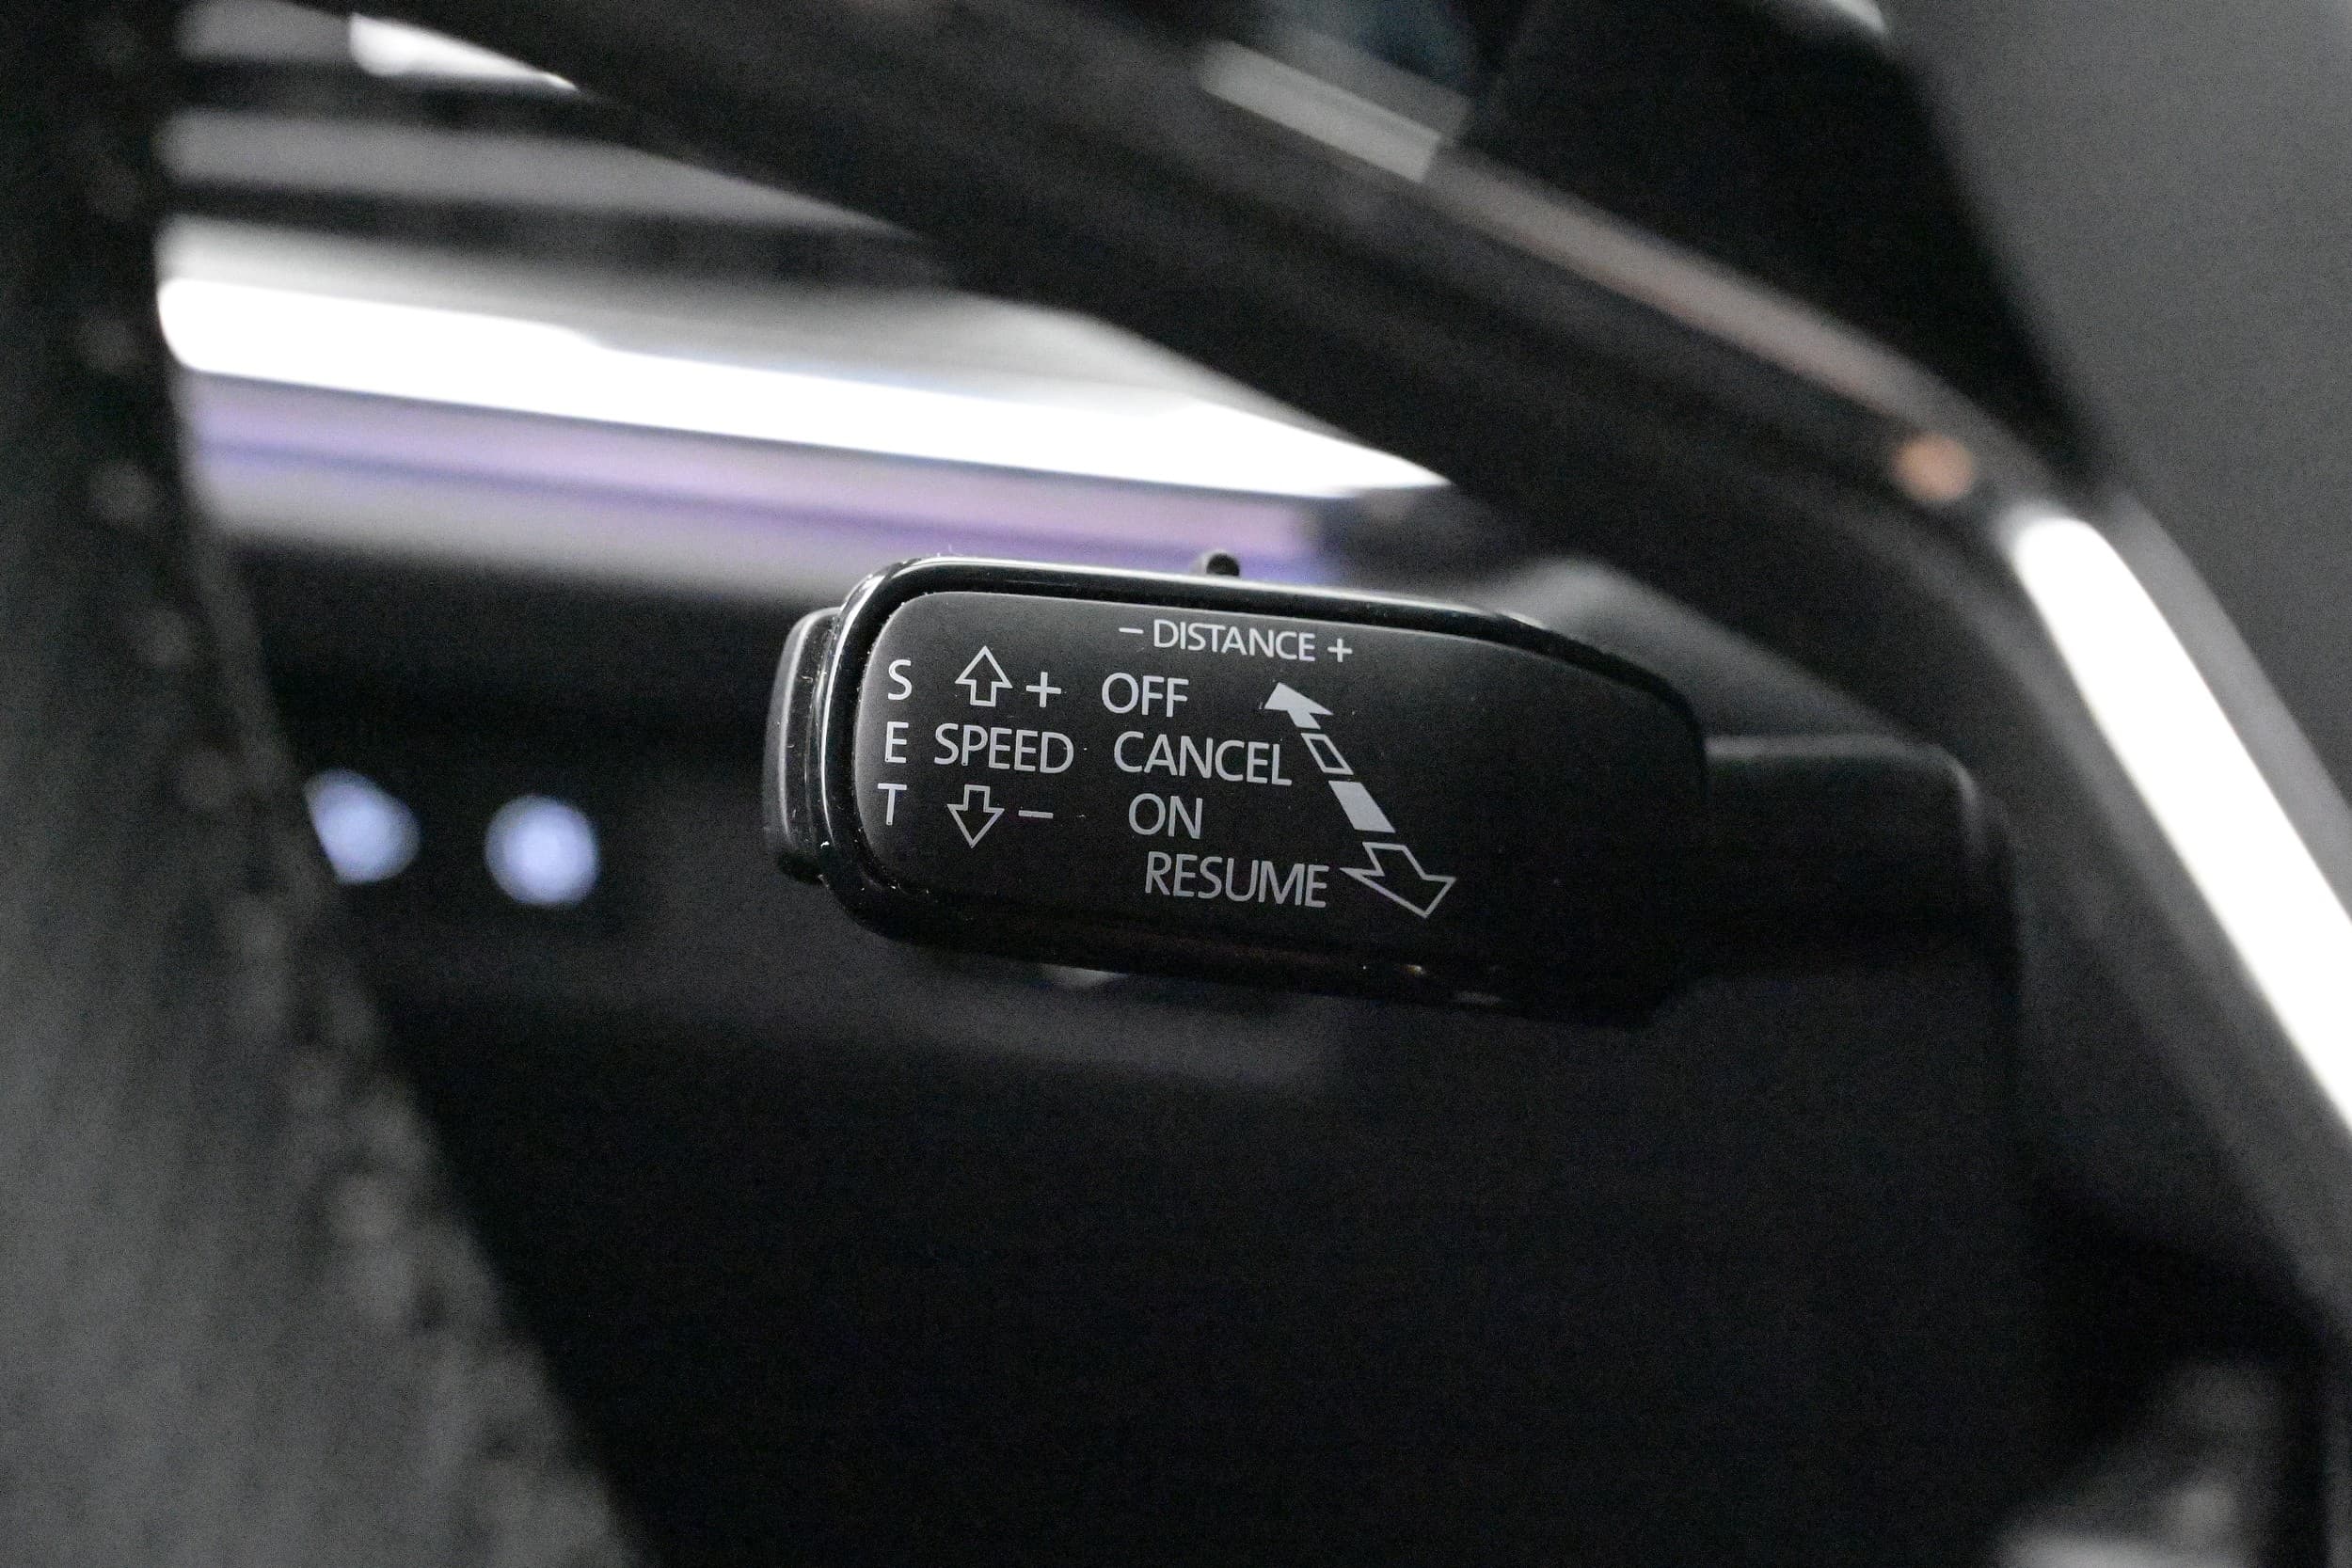 – DISTANCE +
S + OFF
E SPEED CANCEL
T – ON
RESUME